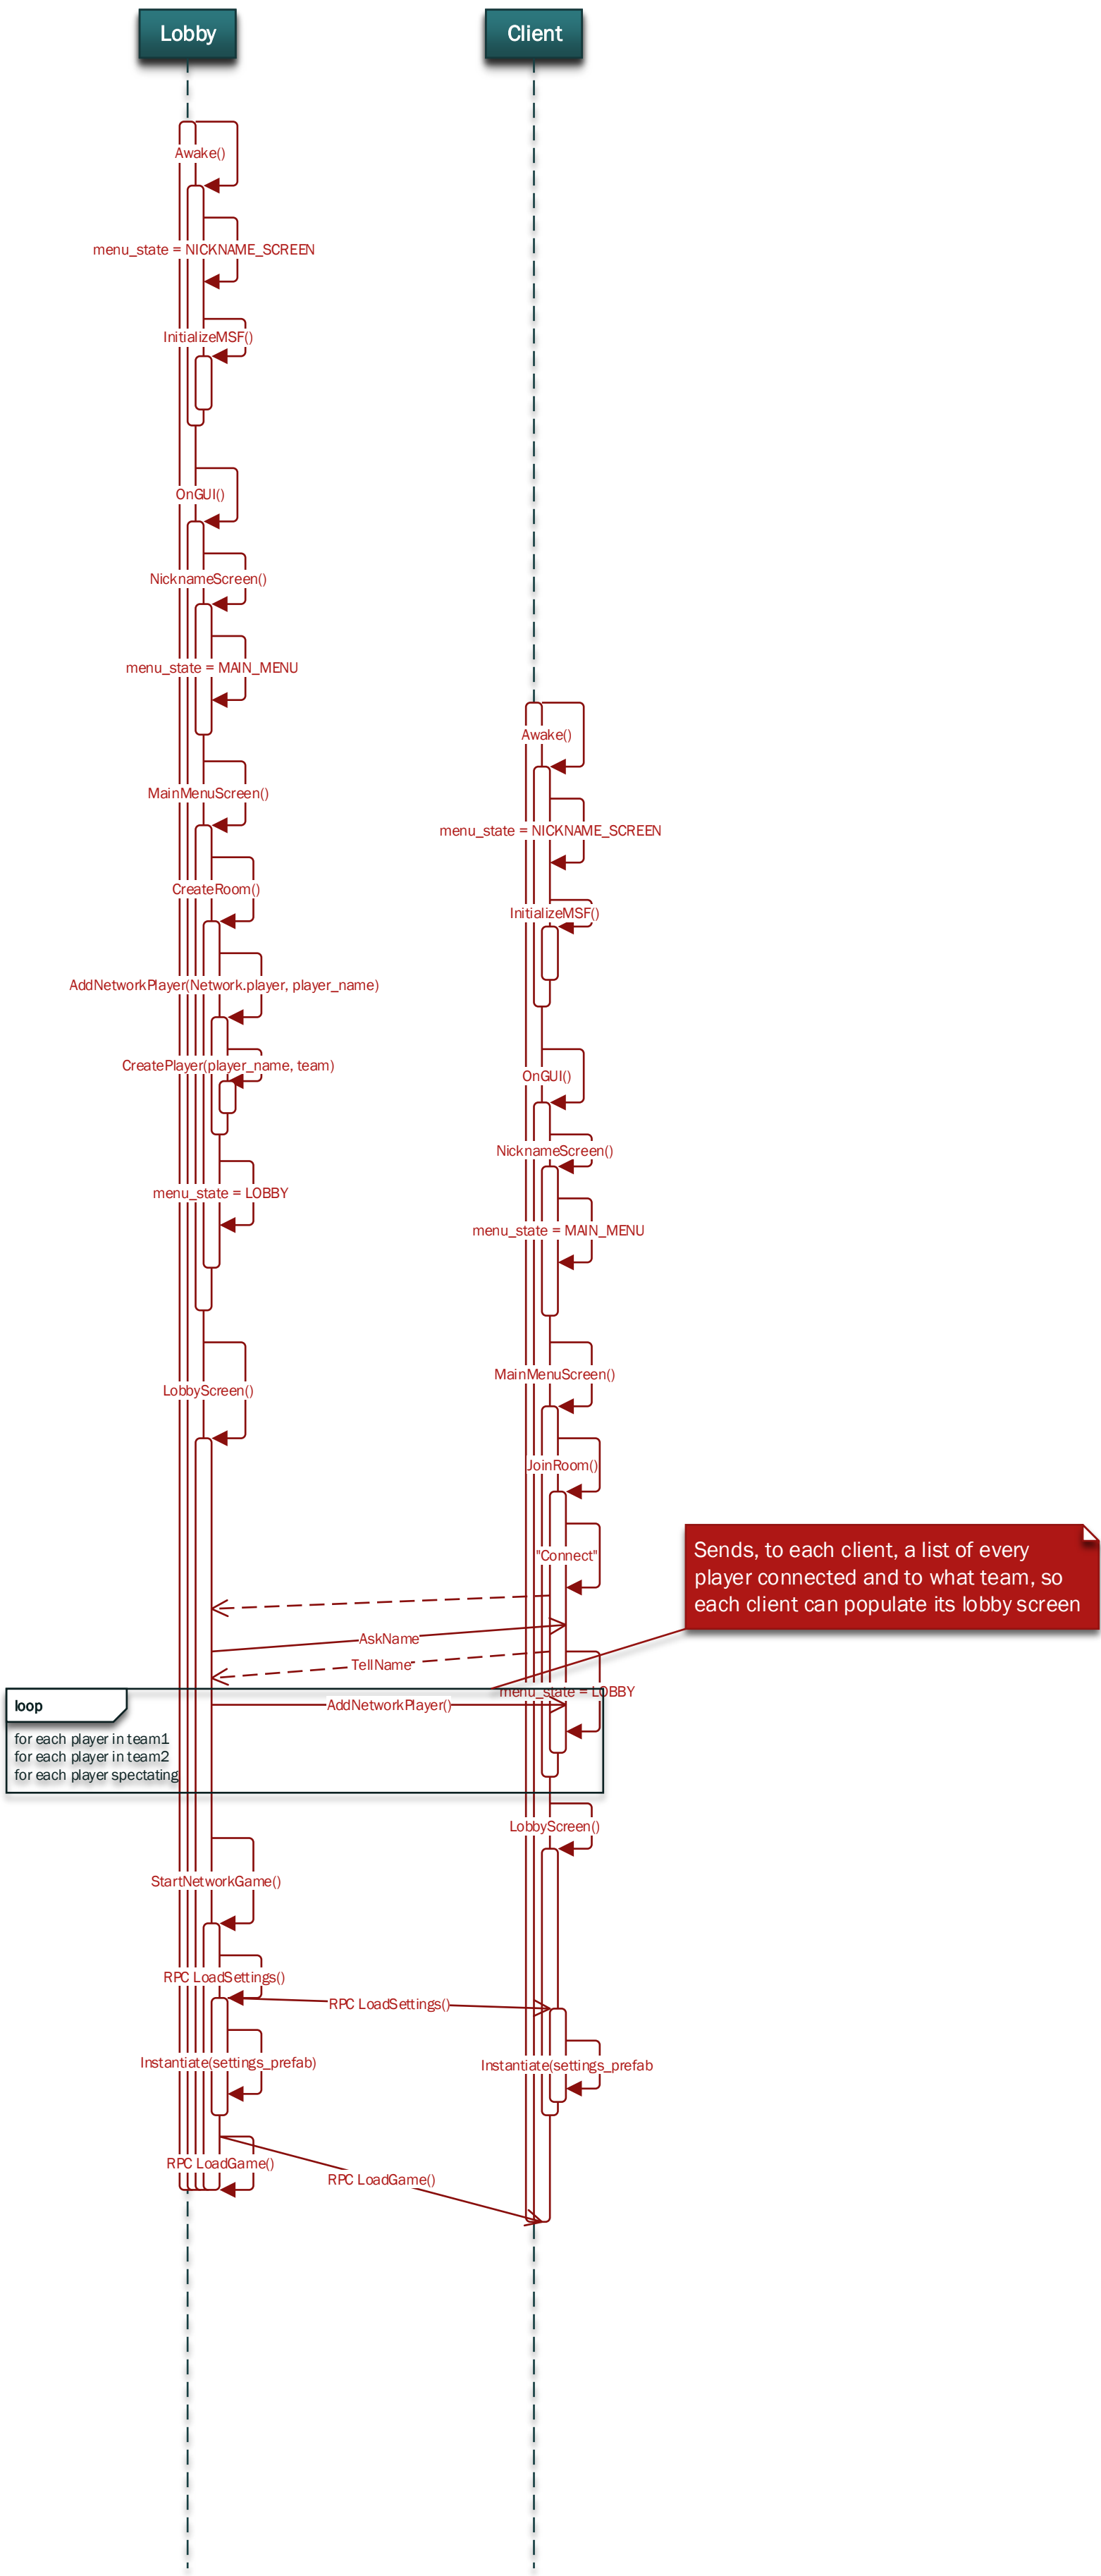 Lobby
Client
Awake()
menu_state = NICKNAME_SCREEN
InitializeMSF()
OnGUI()
NicknameScreen()
menu_state = MAIN_MENU
Awake()
MainMenuScreen()
menu_state = NICKNAME_SCREEN
CreateRoom()
InitializeMSF()
AddNetworkPlayer(Network.player, player_name)
CreatePlayer(player_name, team)
OnGUI()
NicknameScreen()
menu_state = LOBBY
menu_state = MAIN_MENU
MainMenuScreen()
LobbyScreen()
JoinRoom()
"Connect"
Sends, to each client, a list of every
player connected and to what team, so
each client can populate its lobby screen
AskName
TellName
menu_state = LOBBY
loop
AddNetworkPlayer()
for each player in team1
for each player in team2
for each player spectating
LobbyScreen()
StartNetworkGame()
RPC LoadSettings()
RPC LoadSettings()
Instantiate(settings_prefab)
Instantiate(settings_prefab
RPC LoadGame()
RPC LoadGame()